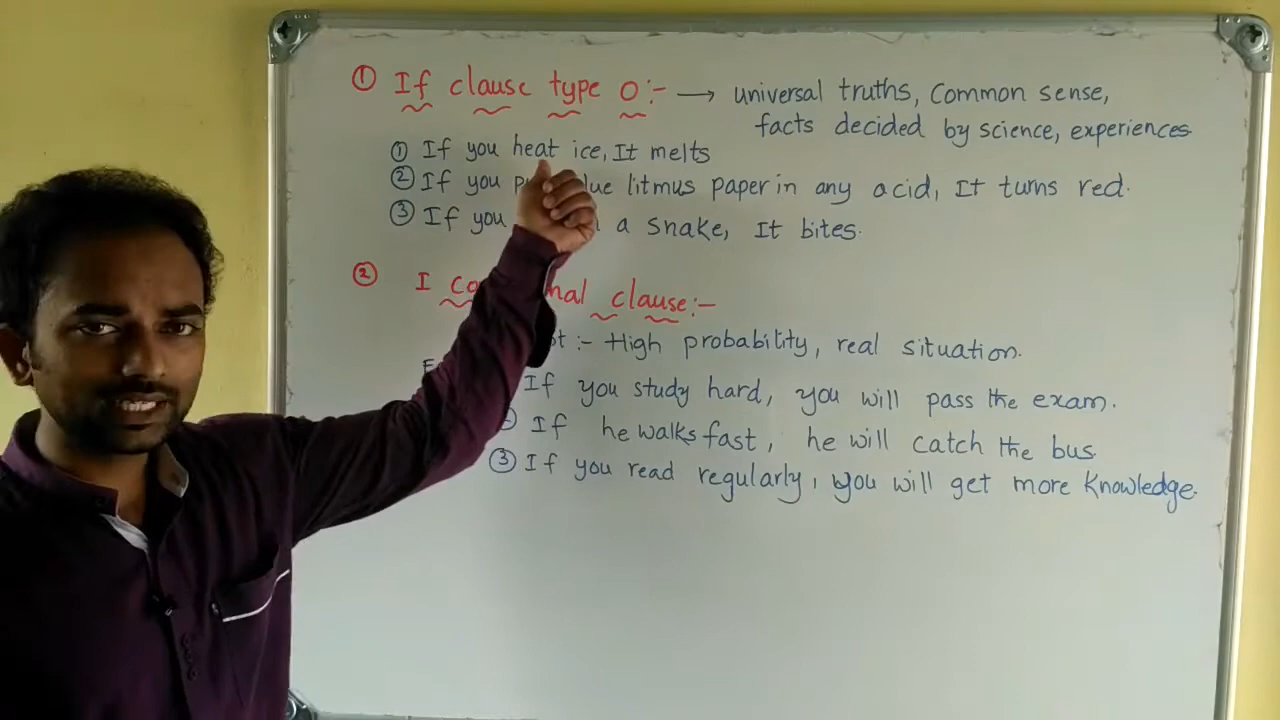 ① If clause type 0:- → universal truths, Common sense,
facts decided by science, experiences
① If you heat ice, It melts
② If you litmus paper in any acid, It turns red.
③ If you a snake, It bites.
② I clause:-
:- High probability, real situation.
If you study hard, you will pass the exam.
If he walks fast, he will catch the bus
③ If you read regularly, you will get more knowledge.